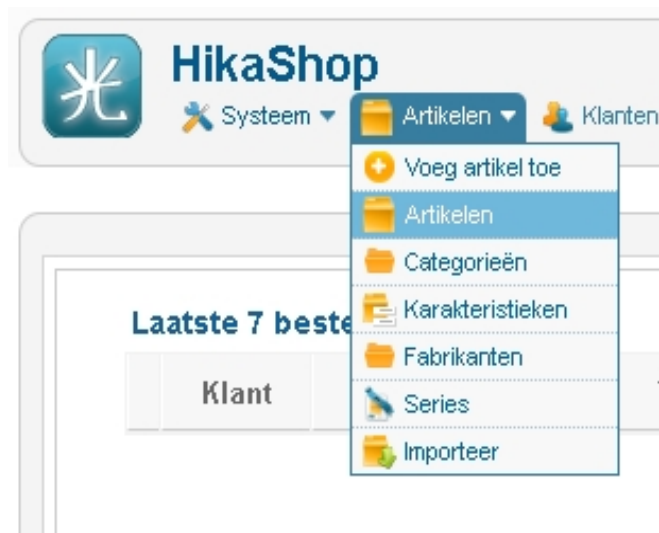 光 HikaShop
Systeem Artikelen Klanten
Voeg artikel toe
Artikelen
Categorieën
Karakteristieken
Laatste 7 beste
Fabrikanten
Klant
Series
Importeer